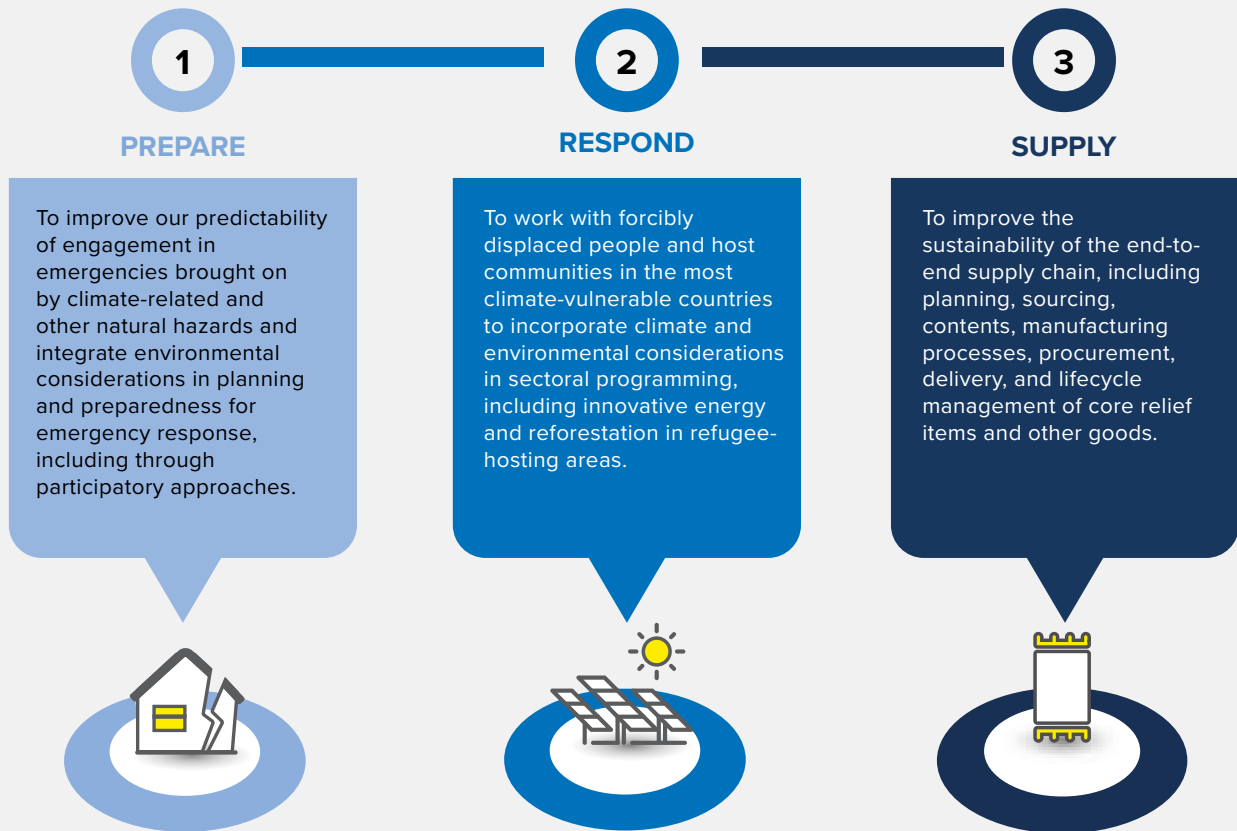 1
PREPARE
To improve our predictability
of engagement in
emergencies brought on
by climate-related and
other natural hazards and
integrate environmental
considerations in planning
and preparedness for
emergency response,
including through
participatory approaches.
2
RESPOND
To work with forcibly
displaced people and host
communities in the most
climate-vulnerable countries
to incorporate climate and
environmental considerations
in sectoral programming,
including innovative energy
and reforestation in refugee-
hosting areas.
3
SUPPLY
To improve the
sustainability of the end-to-
end supply chain, including
planning, sourcing,
contents, manufacturing
processes, procurement,
delivery, and lifecycle
management of core relief
items and other goods.